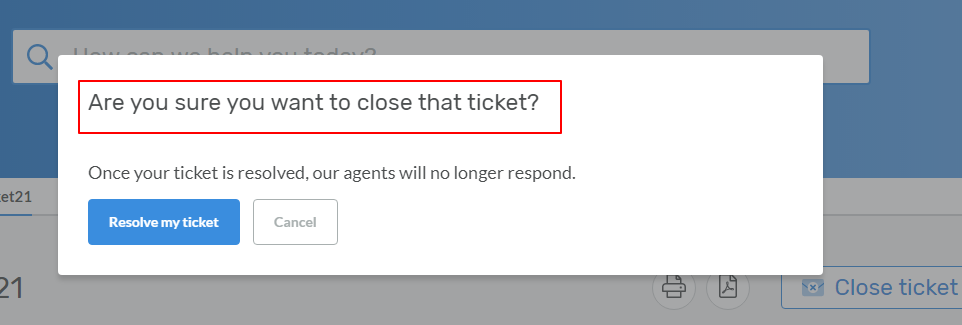 How can we help you today?
Are you sure you want to close that ticket?
Once your ticket is resolved, our agents will no longer respond.
et21
Resolve my ticket
Cancel
21
Close ticket